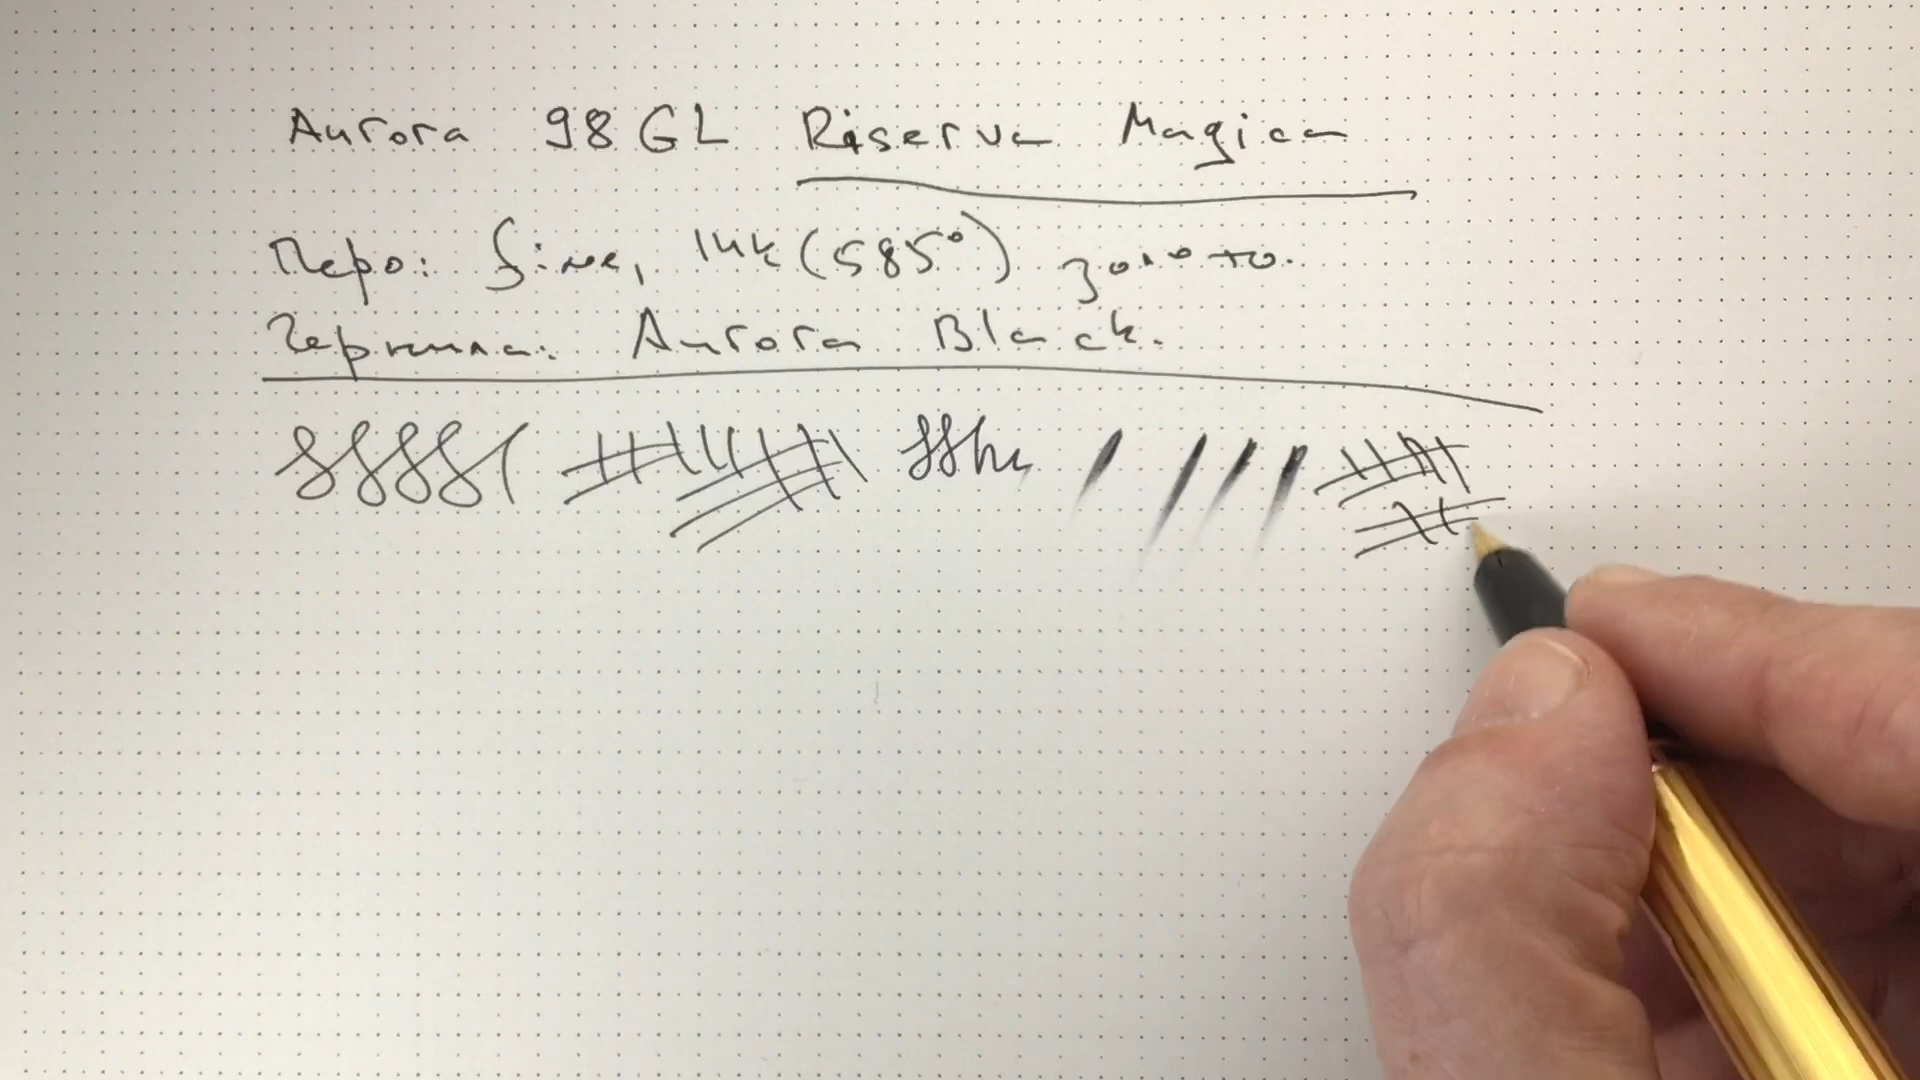 Aurora 98 GL Riserva Magica
Перо: fine, 14k (585°) золото.
Чернила: Aurora Black.